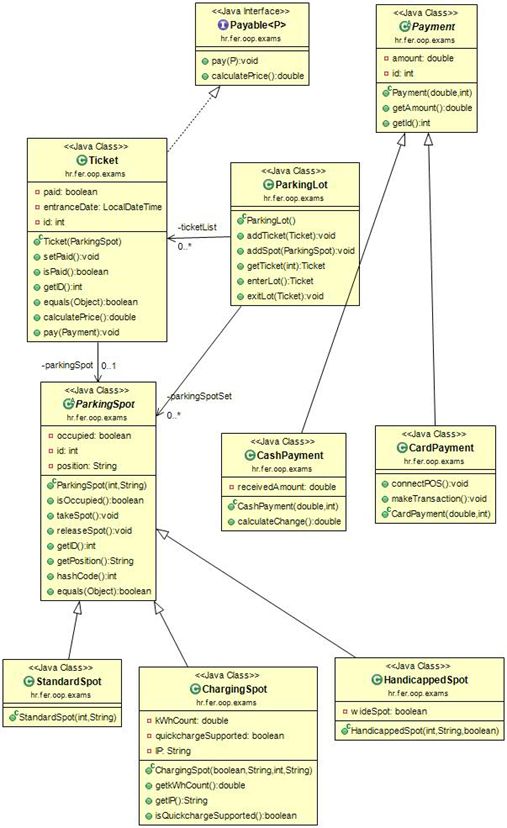 <<Java Interface>>
Payable<P>
hr.fer.oop.exams
pay(P):void
calculatePrice():double
<<Java Class>>
Payment
hr.fer.oop.exams
amount: double
id: int
Payment(double,int)
getAmount():double
getId():int
<<Java Class>>
Ticket
hr.fer.oop.exams
paid: boolean
entranceDate: LocalDateTime
id: int
Ticket(ParkingSpot)
setPaid():void
isPaid():boolean
getID():int
equals(Object):boolean
calculatePrice():double
pay(Payment):void
<<Java Class>>
ParkingLot
hr.fer.oop.exams
ParkingLot()
addTicket(Ticket):void
addSpot(ParkingSpot):void
getTicket(int):Ticket
enterLot():Ticket
exitLot(Ticket):void
-ticketList
0..*
-parkingSpot
0..1
-parkingSpotSet
0..*
<<Java Class>>
ParkingSpot
hr.fer.oop.exams
occupied: boolean
id: int
position: String
ParkingSpot(int,String)
isOccupied():boolean
takeSpot():void
releaseSpot():void
getID():int
getPosition():String
hashCode():int
equals(Object):boolean
<<Java Class>>
CashPayment
hr.fer.oop.exams
receivedAmount: double
CashPayment(double,int)
calculateChange():double
<<Java Class>>
CardPayment
hr.fer.oop.exams
connectPOS():void
makeTransaction():void
CardPayment(double,int)
<<Java Class>>
StandardSpot
hr.fer.oop.exams
StandardSpot(int,String)
<<Java Class>>
ChargingSpot
hr.fer.oop.exams
kWhCount: double
quickchargeSupported: boolean
IP: String
ChargingSpot(boolean,String,int,String)
getkWhCount():double
getIP():String
isQuickchargeSupported():boolean
<<Java Class>>
HandicappedSpot
hr.fer.oop.exams
wideSpot: boolean
HandicappedSpot(int,String,boolean)